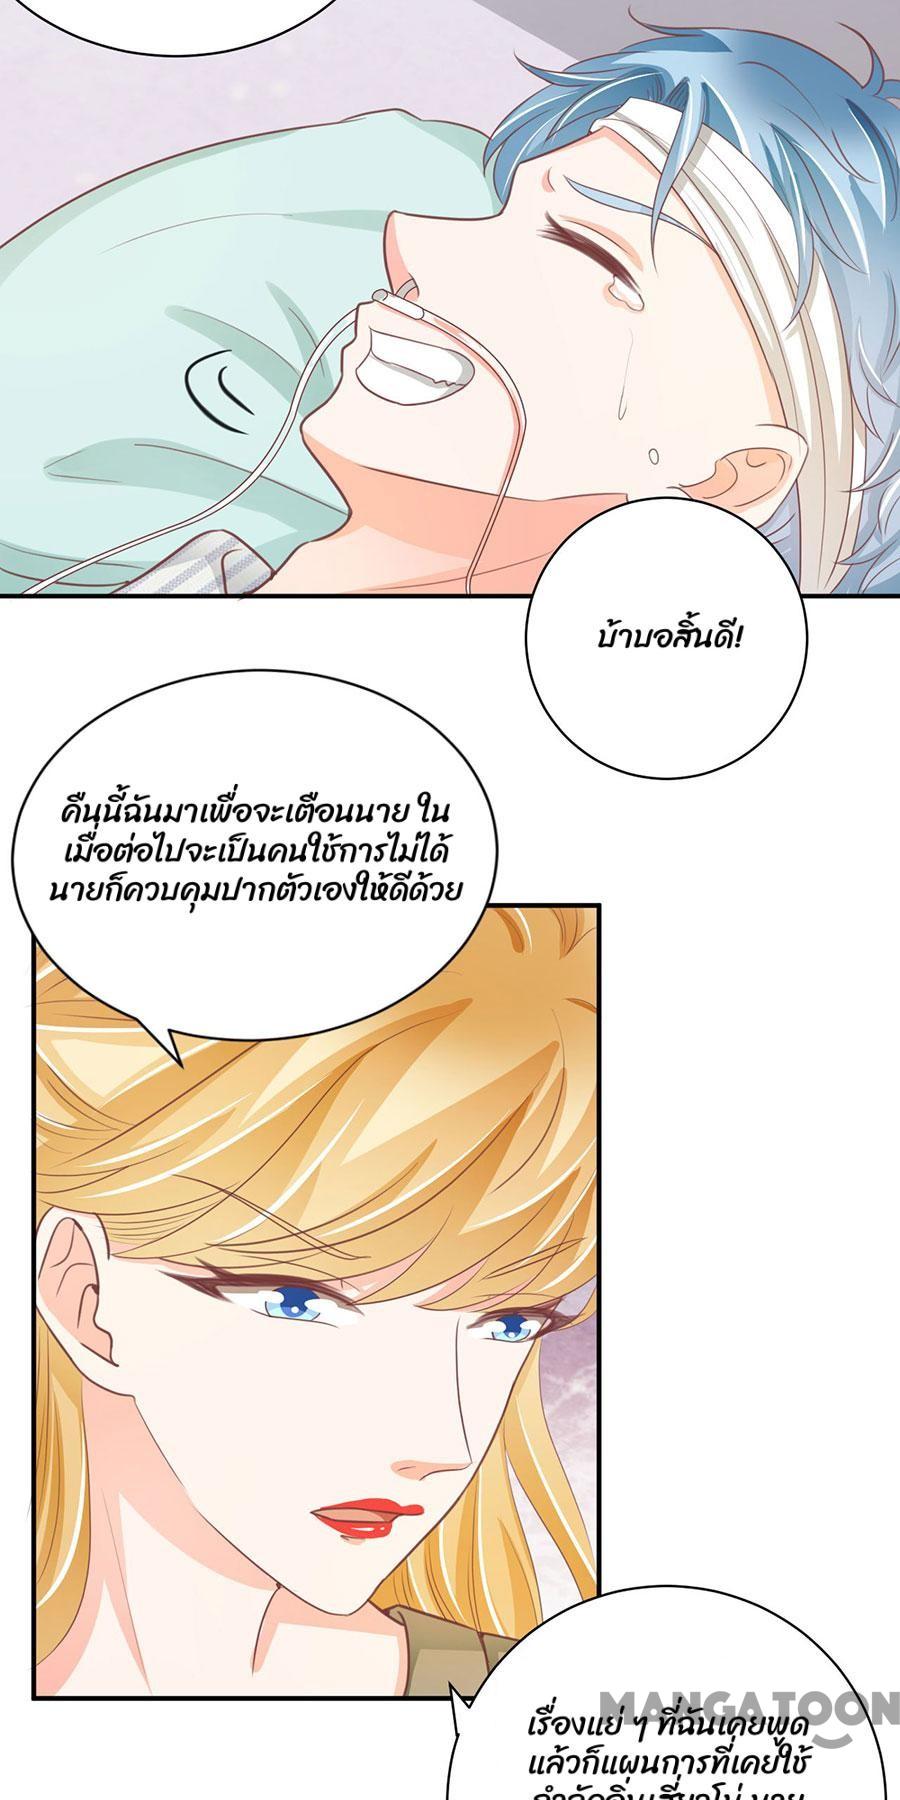 บ้าบอสิ้นดี!
คืนนี้ฉันมาเพื่อจะเตือนนาย ใน
เมื่อต่อไปจะเป็นคนใช้การไม่ได้
นายก็ควบคุมปากตัวเองให้ดีด้วย
MANGATOON
เรื่องแย่ ๆ ที่ฉันเคยพูด
แล้วก็แผนการที่เคยใช้